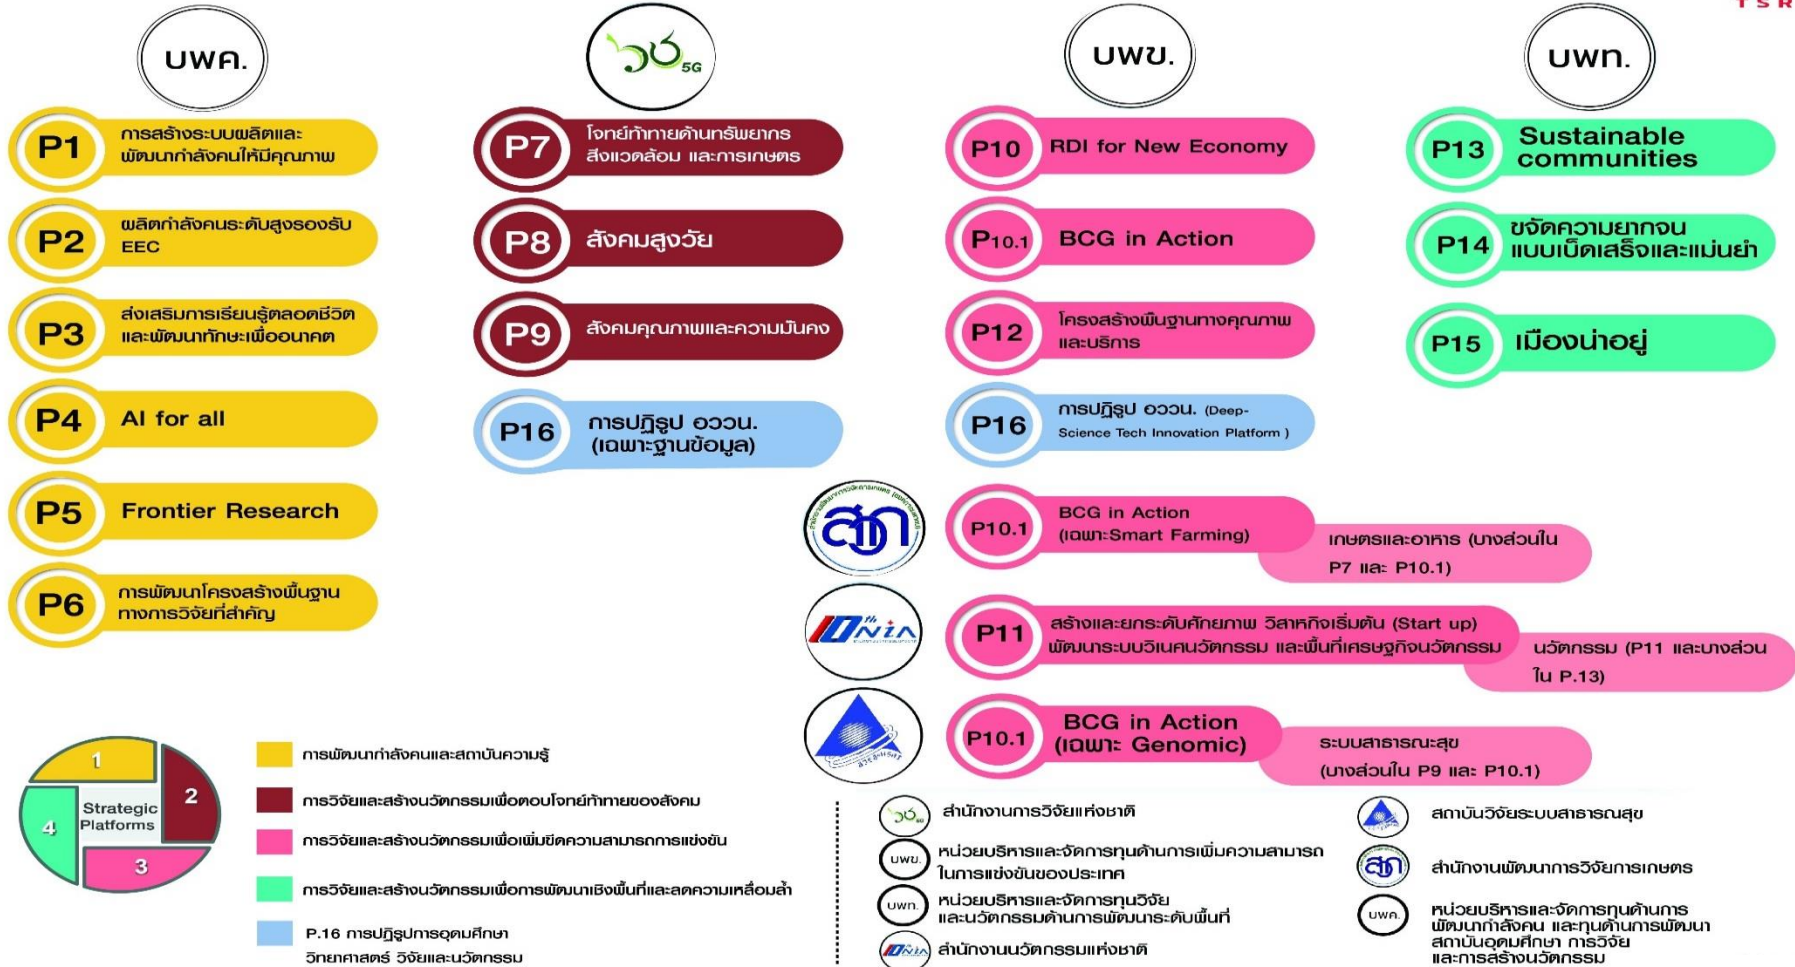 TSR
บพค.
P1
การสร้างระบบผลิตและ
พัฒนากำลังคนให้มีคุณภาพ
P2
ผลิตกำลังคนระดับสูงรองรับ
EEC
P3
ส่งเสริมการเรียนรู้ตลอดชีวิต
และพัฒนาทักษะเพื่ออนาคต
P4
AI for all
P5
Frontier Research
P6
การพัฒนาโครงสร้างพื้นฐาน
ทางการวิจัยที่สำคัญ
วช 5G
P7
โจทย์ท้าทายด้านทรัพยากร
สิ่งแวดล้อม และการเกษตร
P8
สังคมสูงวัย
P9
สังคมคุณภาพและความมั่นคง
P16
การปฏิรูป อววน.
(เฉพาะฐานข้อมูล)
บพข.
P10
RDI for New Economy
P10.1
BCG in Action
P12
โครงสร้างพื้นฐานทางคุณภาพ
และบริการ
P16
การปฏิรูป อววน. (Deep-
Science Tech Innovation Platform )
บพท.
P13
Sustainable
communities
P14
ขจัดความยากจน
แบบเบ็ดเสร็จและแม่นยำ
P15
เมืองน่าอยู่
สวก
P10.1
BCG in Action
(เฉพาะSmart Farming)
เกษตรและอาหาร (บางส่วนใน
P7 และ P10.1)
10th NIA
P11
สร้างและยกระดับศักยภาพ วิสาหกิจเริ่มต้น (Start up)
พัฒนาระบบวิเนศนวัตกรรม และพื้นที่เศรษฐกิจนวัตกรรม
นวัตกรรม (P11 และบางส่วน
ใน P.13)
สวรส
P10.1
BCG in Action
(เฉพาะ Genomic)
ระบบสาธารณะสุข
(บางส่วนใน P9 และ P10.1)
1
2
3
4
Strategic
Platforms
การพัฒนากำลังคนและสถาบันความรู้
การวิจัยและสร้างนวัตกรรมเพื่อตอบโจทย์ท้าทายของสังคม
การวิจัยและสร้างนวัตกรรมเพื่อเพิ่มขีดความสามารถการแข่งขัน
การวิจัยและสร้างนวัตกรรมเพื่อการพัฒนาเชิงพื้นที่และลดความเหลื่อมล้ำ
P.16 การปฏิรูปการอุดมศึกษา
วิทยาศาสตร์ วิจัยและนวัตกรรม
วช 5G
สำนักงานการวิจัยแห่งชาติ
บพข.
หน่วยบริหารและจัดการทุนด้านการเพิ่มความสามารถ
ในการแข่งขันของประเทศ
บพท.
หน่วยบริหารและจัดการทุนวิจัย
และนวัตกรรมด้านการพัฒนาระดับพื้นที่
10 NIA
สำนักงานนวัตกรรมแห่งชาติ
สถาบันวิจัยระบบสาธารณสุข
สวก
สำนักงานพัฒนาการวิจัยการเกษตร
บพค.
หน่วยบริหารและจัดการทุนด้านการ
พัฒนากำลังคน และทุนด้านการพัฒนา
สถาบันอุดมศึกษา การวิจัย
และการสร้างนวัตกรรม